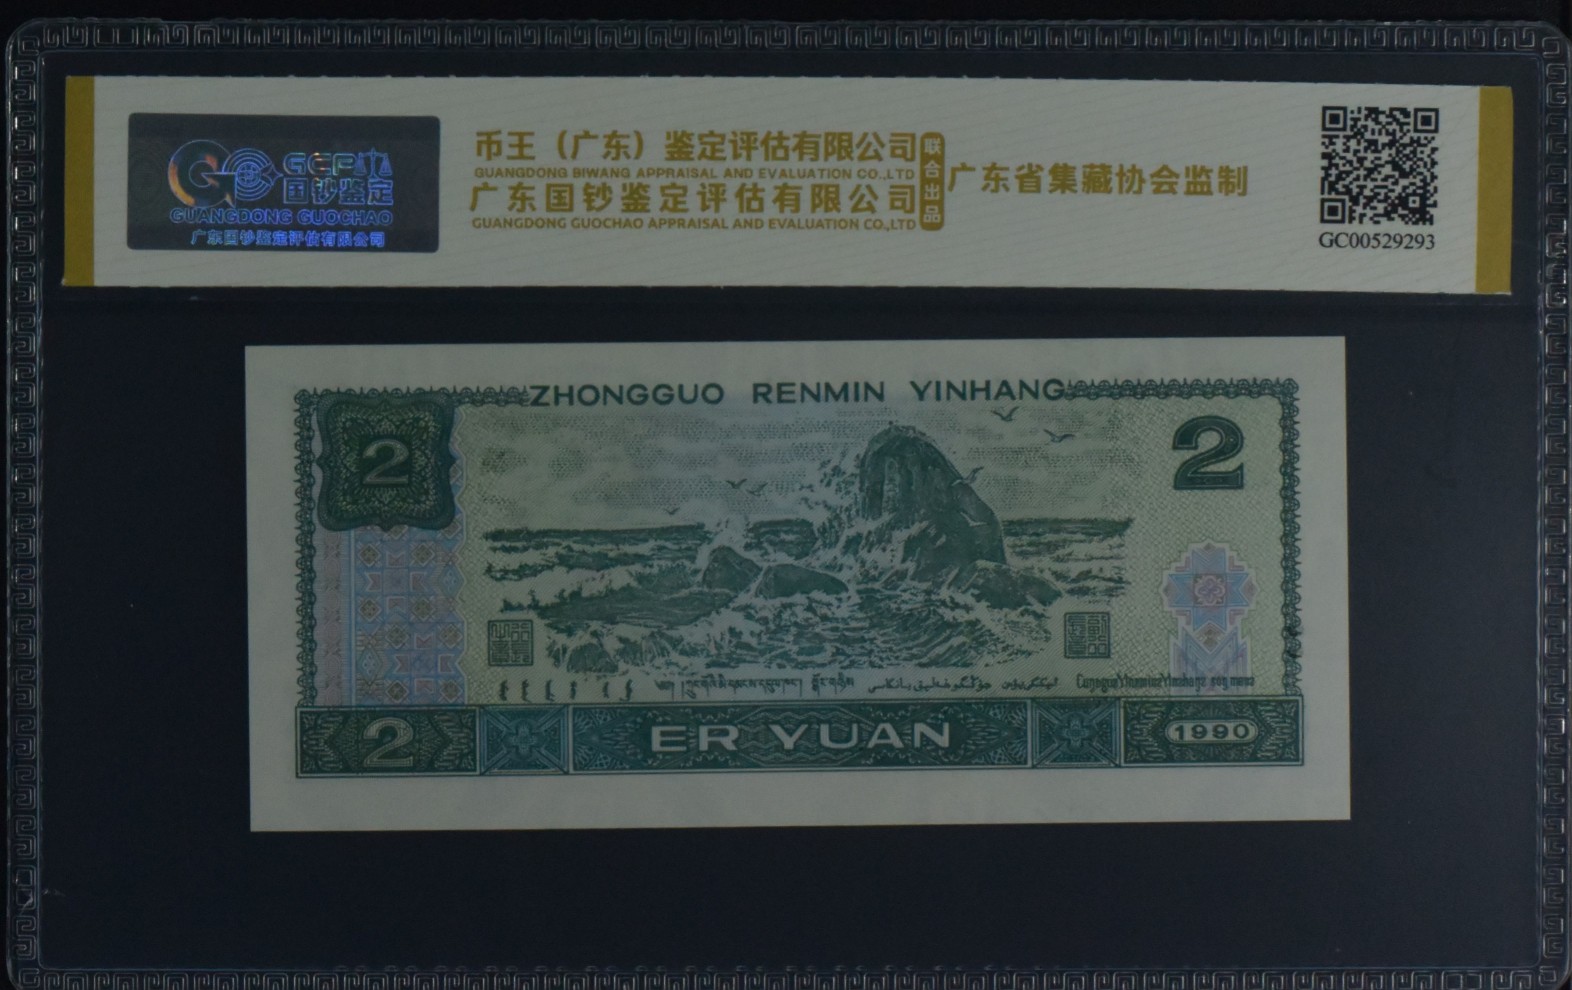 GCP
国钞鉴定
GUANGDONG GUOCHAO
广东国钞鉴定评估有限公司
币王（广东）鉴定评估有限公司
GUANGDONG BIWANG APPRAISAL AND EVALUATION CO.,LTD
广东国钞鉴定评估有限公司
GUANGDONG GUOCHAO APPRAISAL AND EVALUATION CO.,LTD
联合出品
广东省集藏协会监制
GC00529293
ZHONGGUO RENMIN YINHANG
2
2
2 ER YUAN 1990